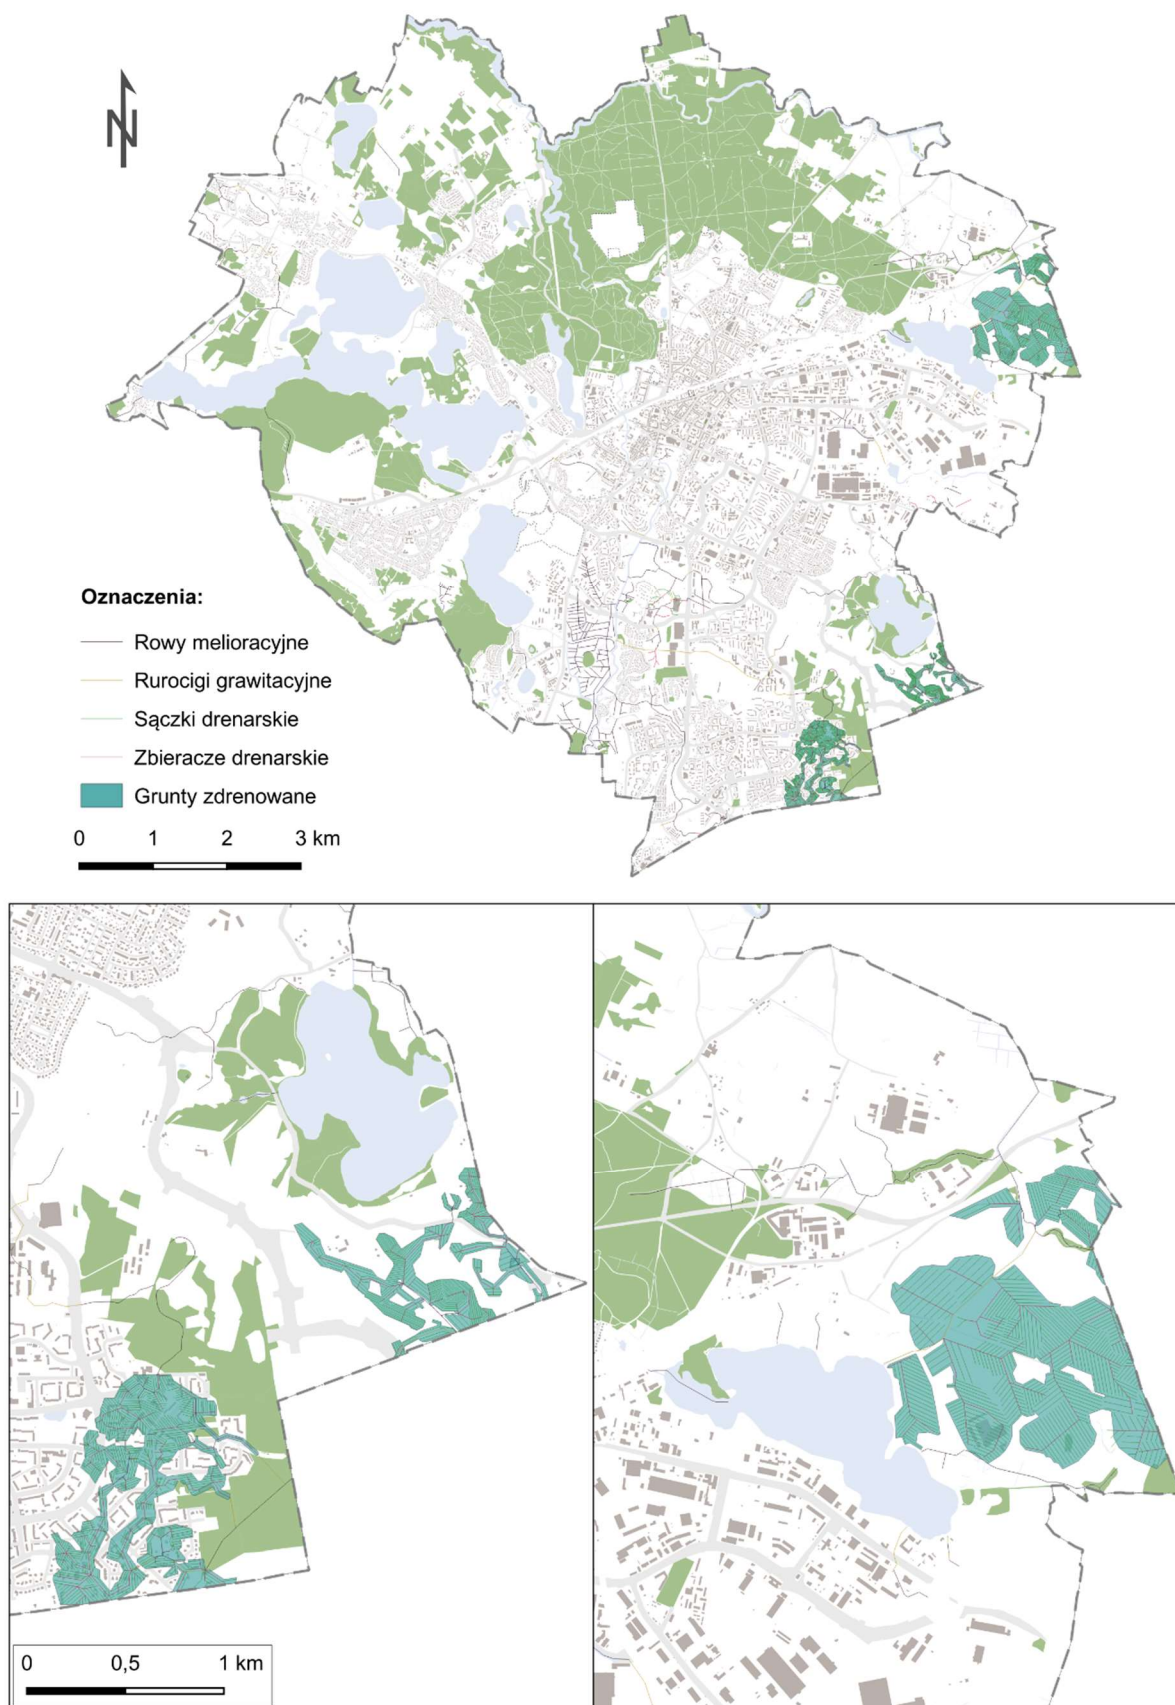 N
Oznaczenia:
Rowy melioracyjne
Rurocigi grawitacyjne
Sączki drenarskie
Zbieracze drenarskie
Grunty zdrenowane
0 1 2 3 km
0 0,5 1 km